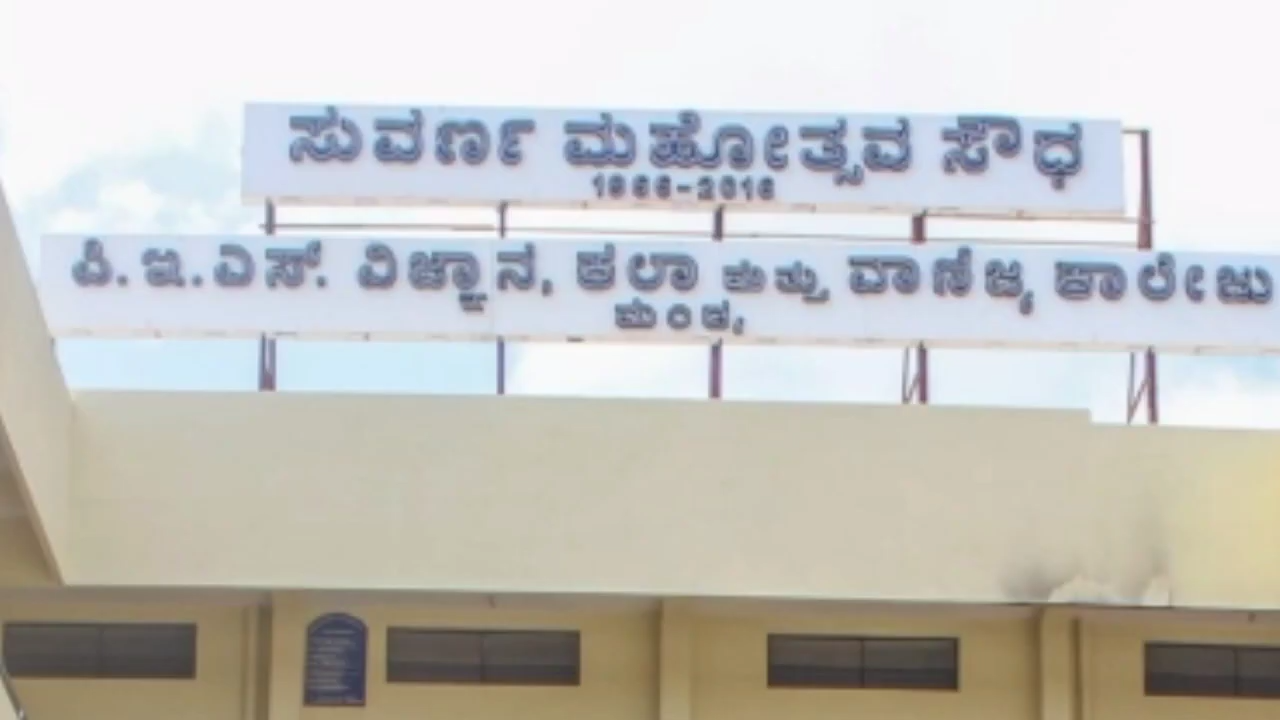 ಸುವರ್ಣ ಮಹೋತ್ಸವ ಸೌಧ
1966-2016
ಪಿ.ಇ.ಎಸ್. ವಿಜ್ಞಾನ, ಕಲಾ ಮತ್ತು ವಾಣಿಜ್ಯ ಕಾಲೇಜು
ಮಂಡ್ಯ